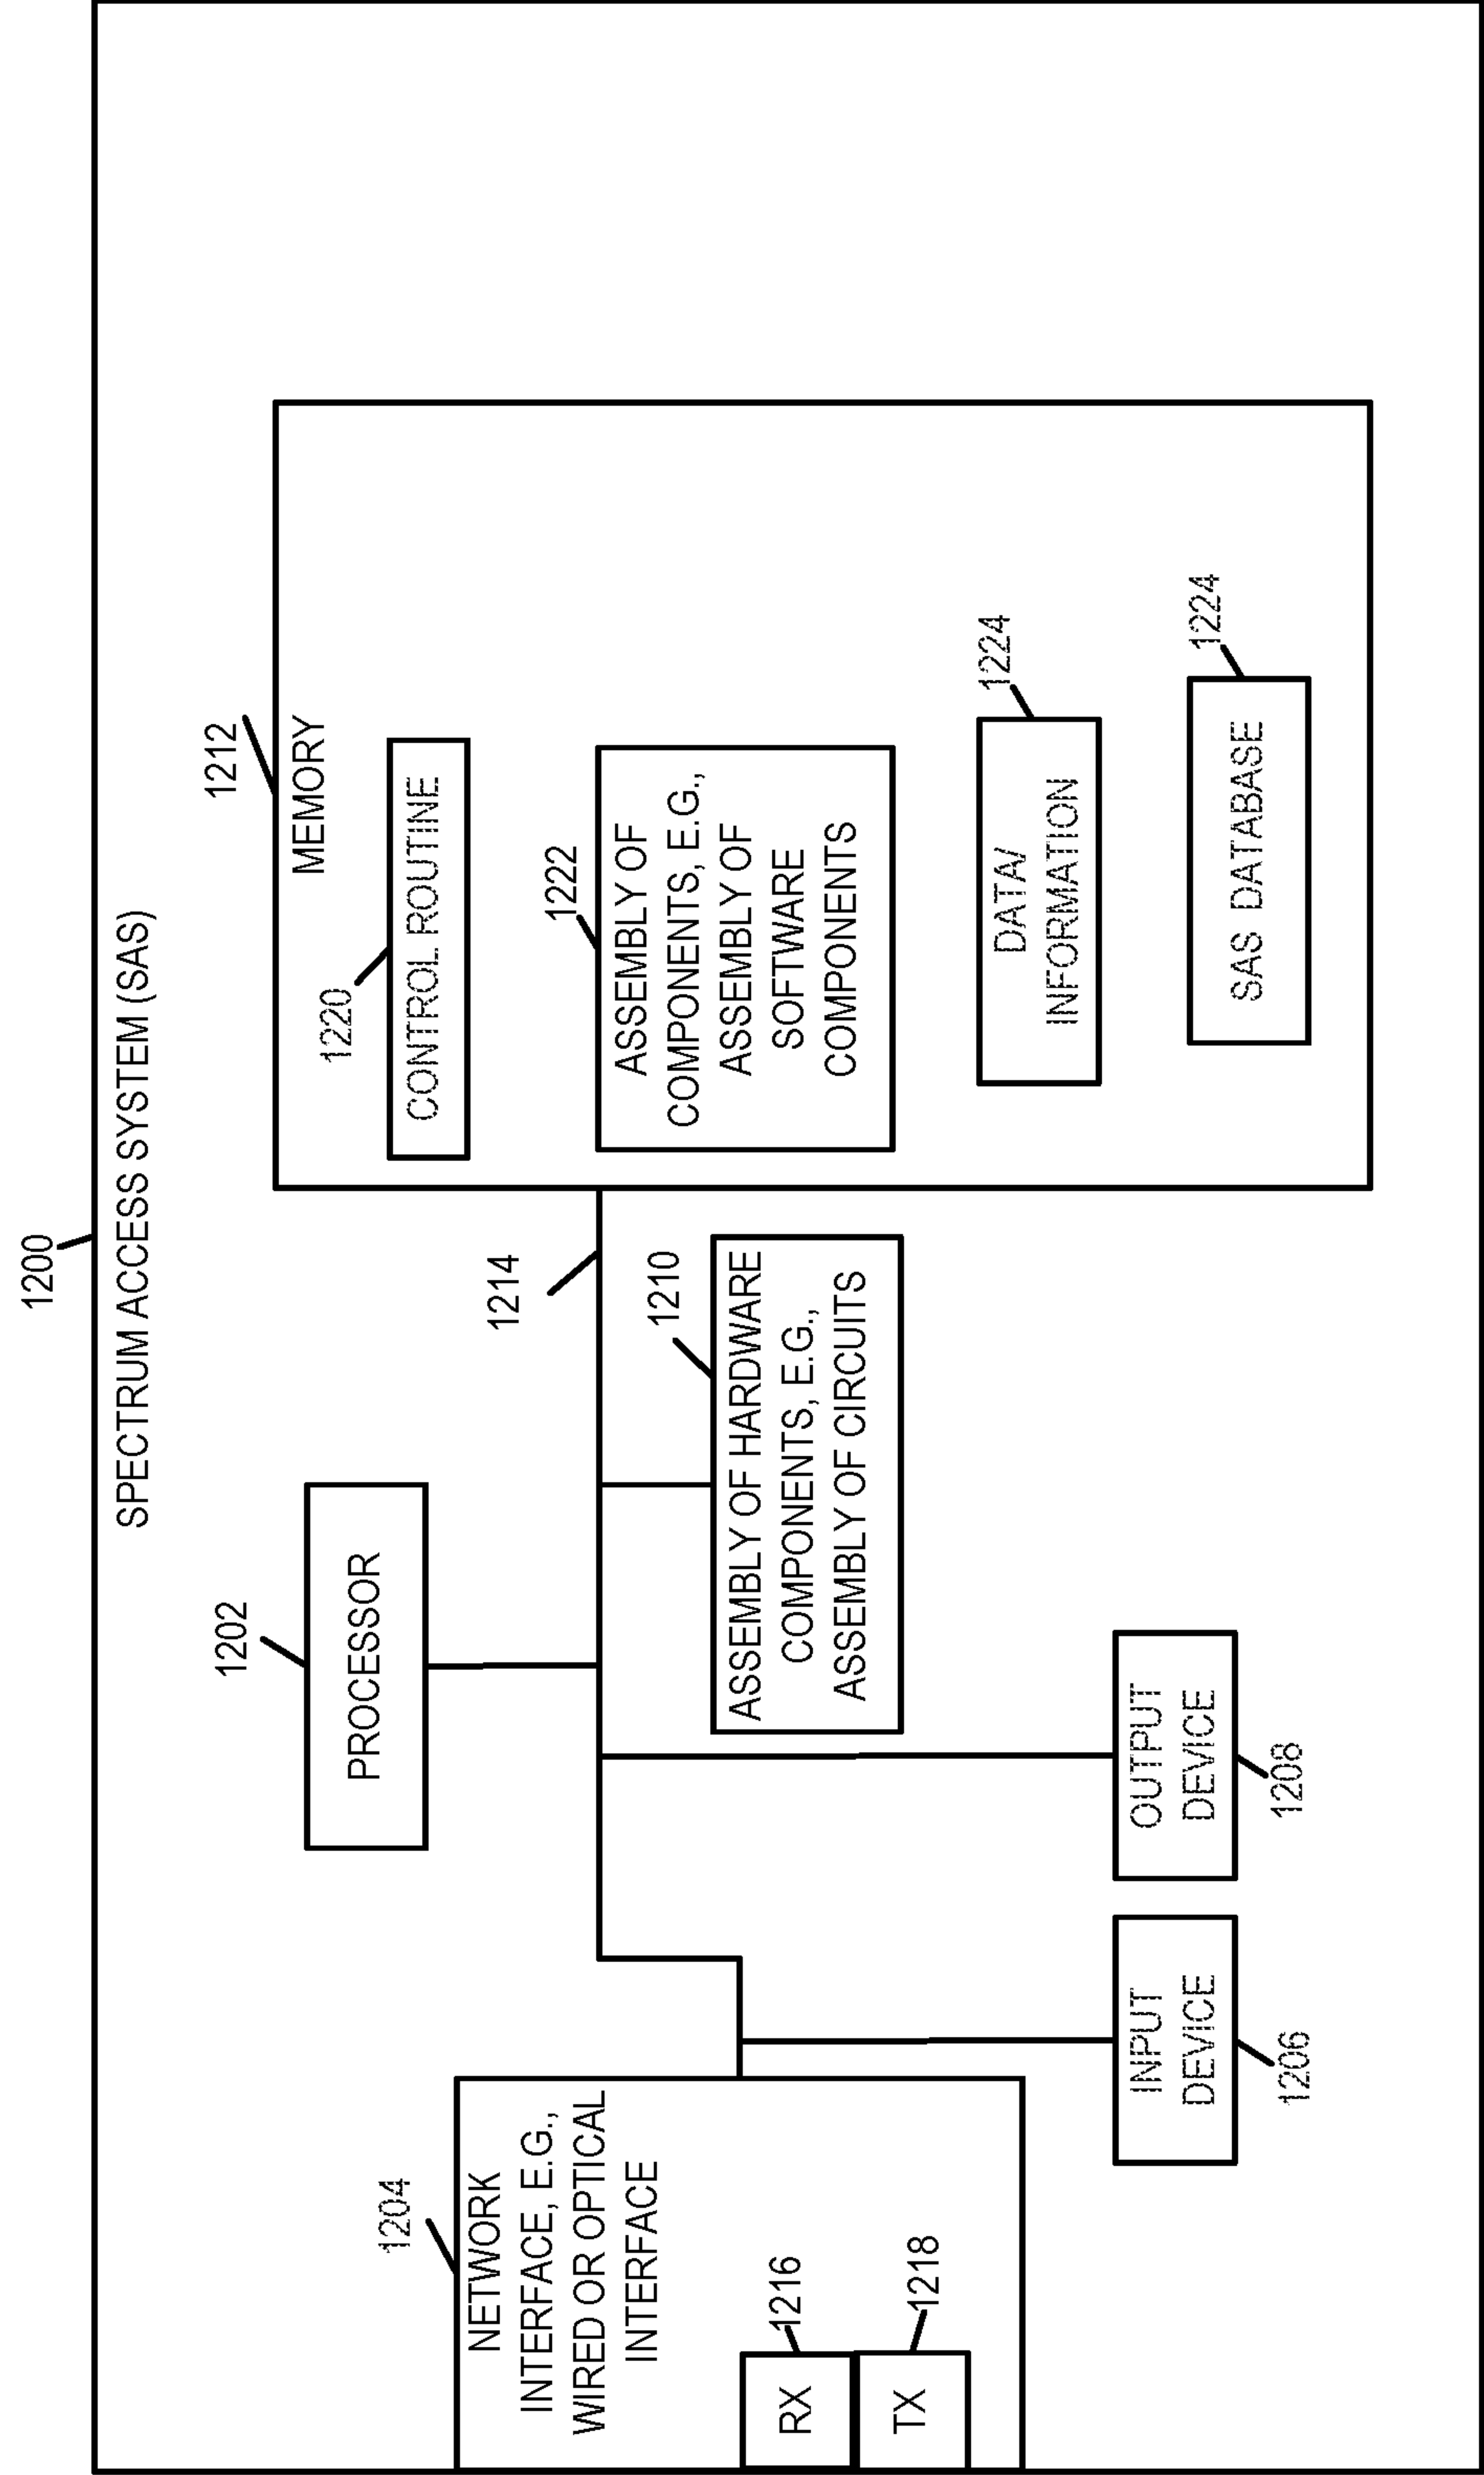 1200
SPECTRUM ACCESS SYSTEM (SAS)
1202
PROCESSOR
1204
NETWORK
INTERFACE, E.G.,
WIRED OR OPTICAL
INTERFACE
1216
RX
1218
TX
1214
1210
ASSEMBLY OF HARDWARE
COMPONENTS, E.G.,
ASSEMBLY OF CIRCUITS
INPUT
DEVICE
1206
OUTPUT
DEVICE
1208
1212
MEMORY
1220
CONTROL ROUTINE
1222
ASSEMBLY OF
COMPONENTS, E.G.,
ASSEMBLY OF
SOFTWARE
COMPONENTS
1224
DATA/
INFORMATION
1224
SAS DATABASE